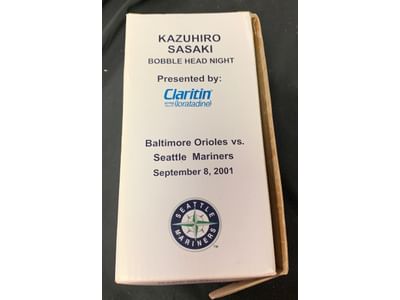 KAZUHIRO
SASAKI
BOBBLE HEAD NIGHT
Presented by:
Claritin
(loratadine)
Baltimore Orioles vs.
Seattle Mariners
September 8, 2001
SEATTLE
MARINERS
TM